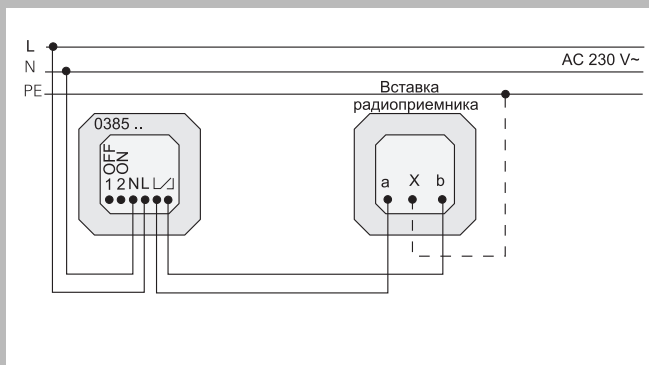 L
N
AC 230 V~
PE
Вставка
радиоприемника
0385 ..
OFF
ON
1 2 N L
a X b